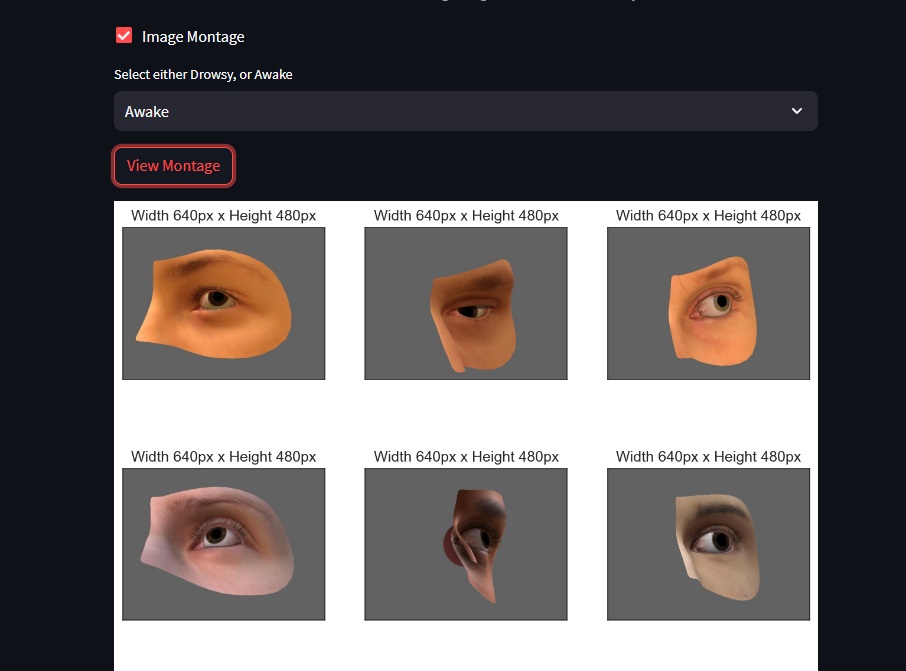 Image Montage
Select either Drowsy, or Awake
Awake
View Montage
Width 640px x Height 480px
Width 640px x Height 480px
Width 640px x Height 480px
Width 640px x Height 480px
Width 640px x Height 480px
Width 640px x Height 480px